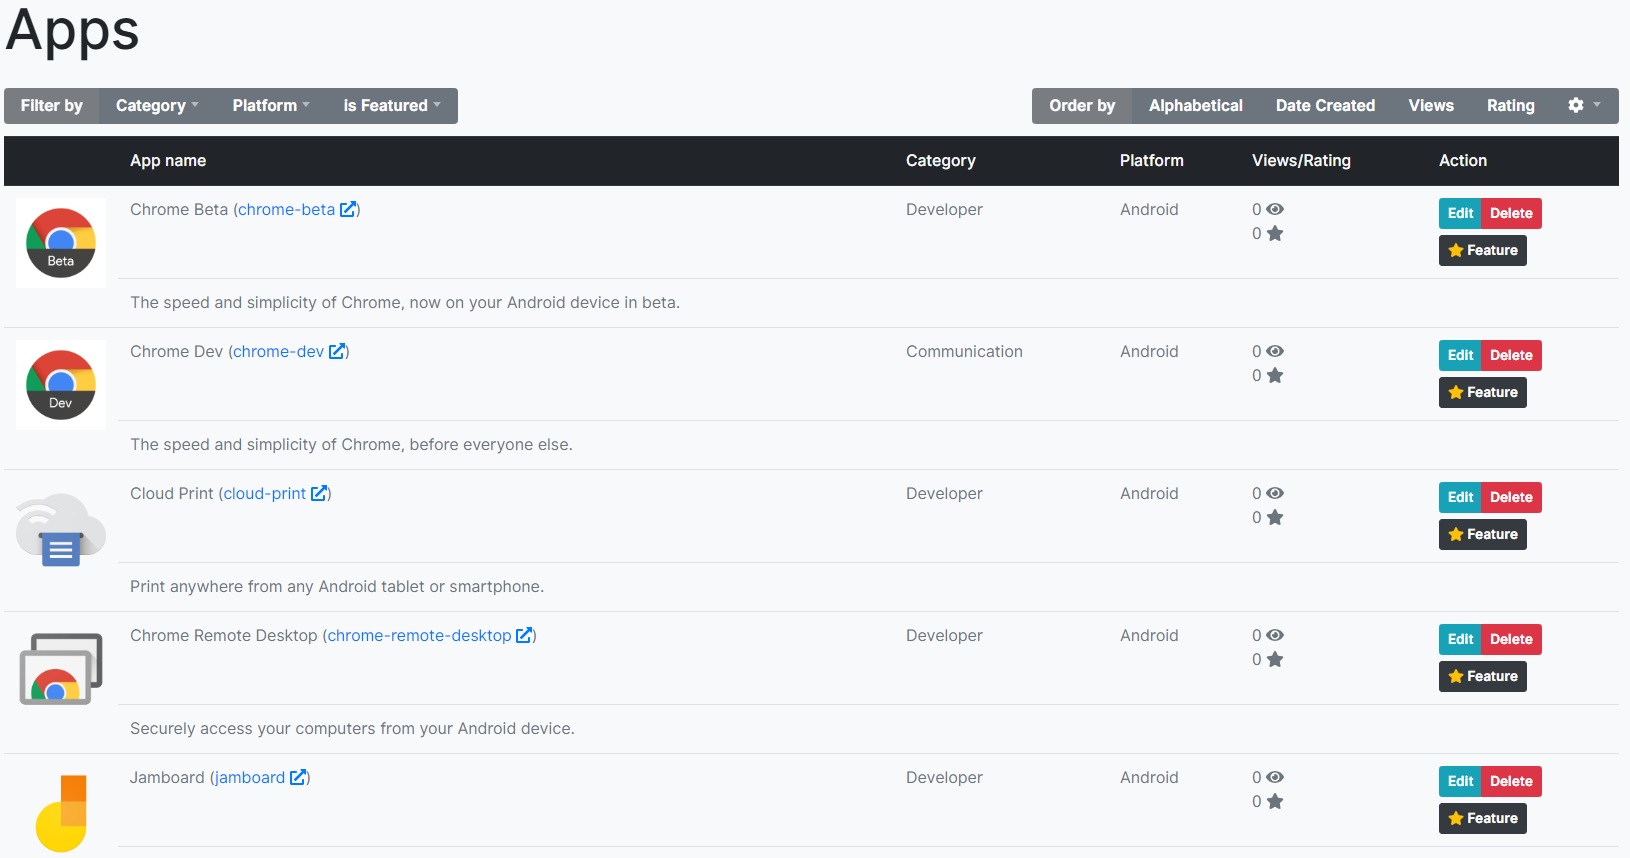 Apps
Filter by Category Platform is Featured Order by Alphabetical Date Created Views Rating
App name Category Platform Views/Rating Action
Chrome Beta (chrome-beta) Developer Android 0 Edit Delete
0 Feature
Beta
The speed and simplicity of Chrome, now on your Android device in beta.
Chrome Dev (chrome-dev) Communication Android 0 Edit Delete
0 Feature
Dev
The speed and simplicity of Chrome, before everyone else.
Cloud Print (cloud-print) Developer Android 0 Edit Delete
0 Feature
Print anywhere from any Android tablet or smartphone.
Chrome Remote Desktop (chrome-remote-desktop) Developer Android 0 Edit Delete
0 Feature
Securely access your computers from your Android device.
Jamboard (jamboard) Developer Android 0 Edit Delete
0 Feature